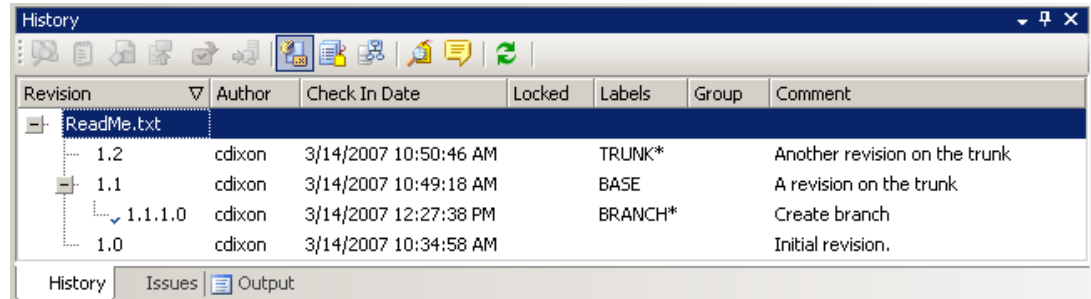 History
Revision Author Check In Date Locked Labels Group Comment
ReadMe.txt
1.2 cdixon 3/14/2007 10:50:46 AM TRUNK* Another revision on the trunk
1.1 cdixon 3/14/2007 10:49:18 AM BASE A revision on the trunk
1.1.1.0 cdixon 3/14/2007 12:27:38 PM BRANCH* Create branch
1.0 cdixon 3/14/2007 10:34:58 AM Initial revision.
History Issues Output